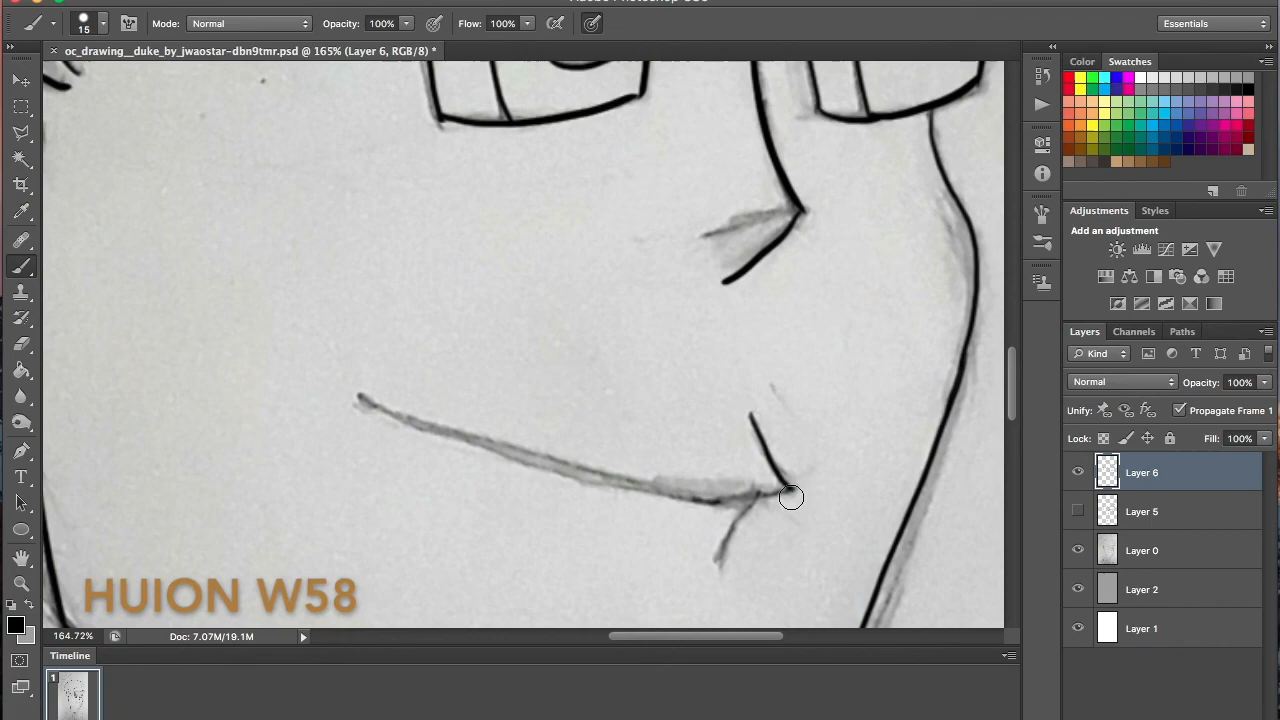 15
Mode: Normal
Opacity: 100%
Flow: 100%
Essentials
× oc_drawing__duke_by_jwaostar-dbn9tmr.psd @ 165% (Layer 6, RGB/8) *
Color Swatches
Adjustments Styles
Add an adjustment
Layers Channels Paths
Kind
Normal
Opacity: 100%
Unify:
Propagate Frame 1
Lock:
Fill: 100%
Layer 6
Layer 5
Layer 0
Layer 2
Layer 1
HUION W58
164.72%
Doc: 7.07M/19.1M
Timeline
1